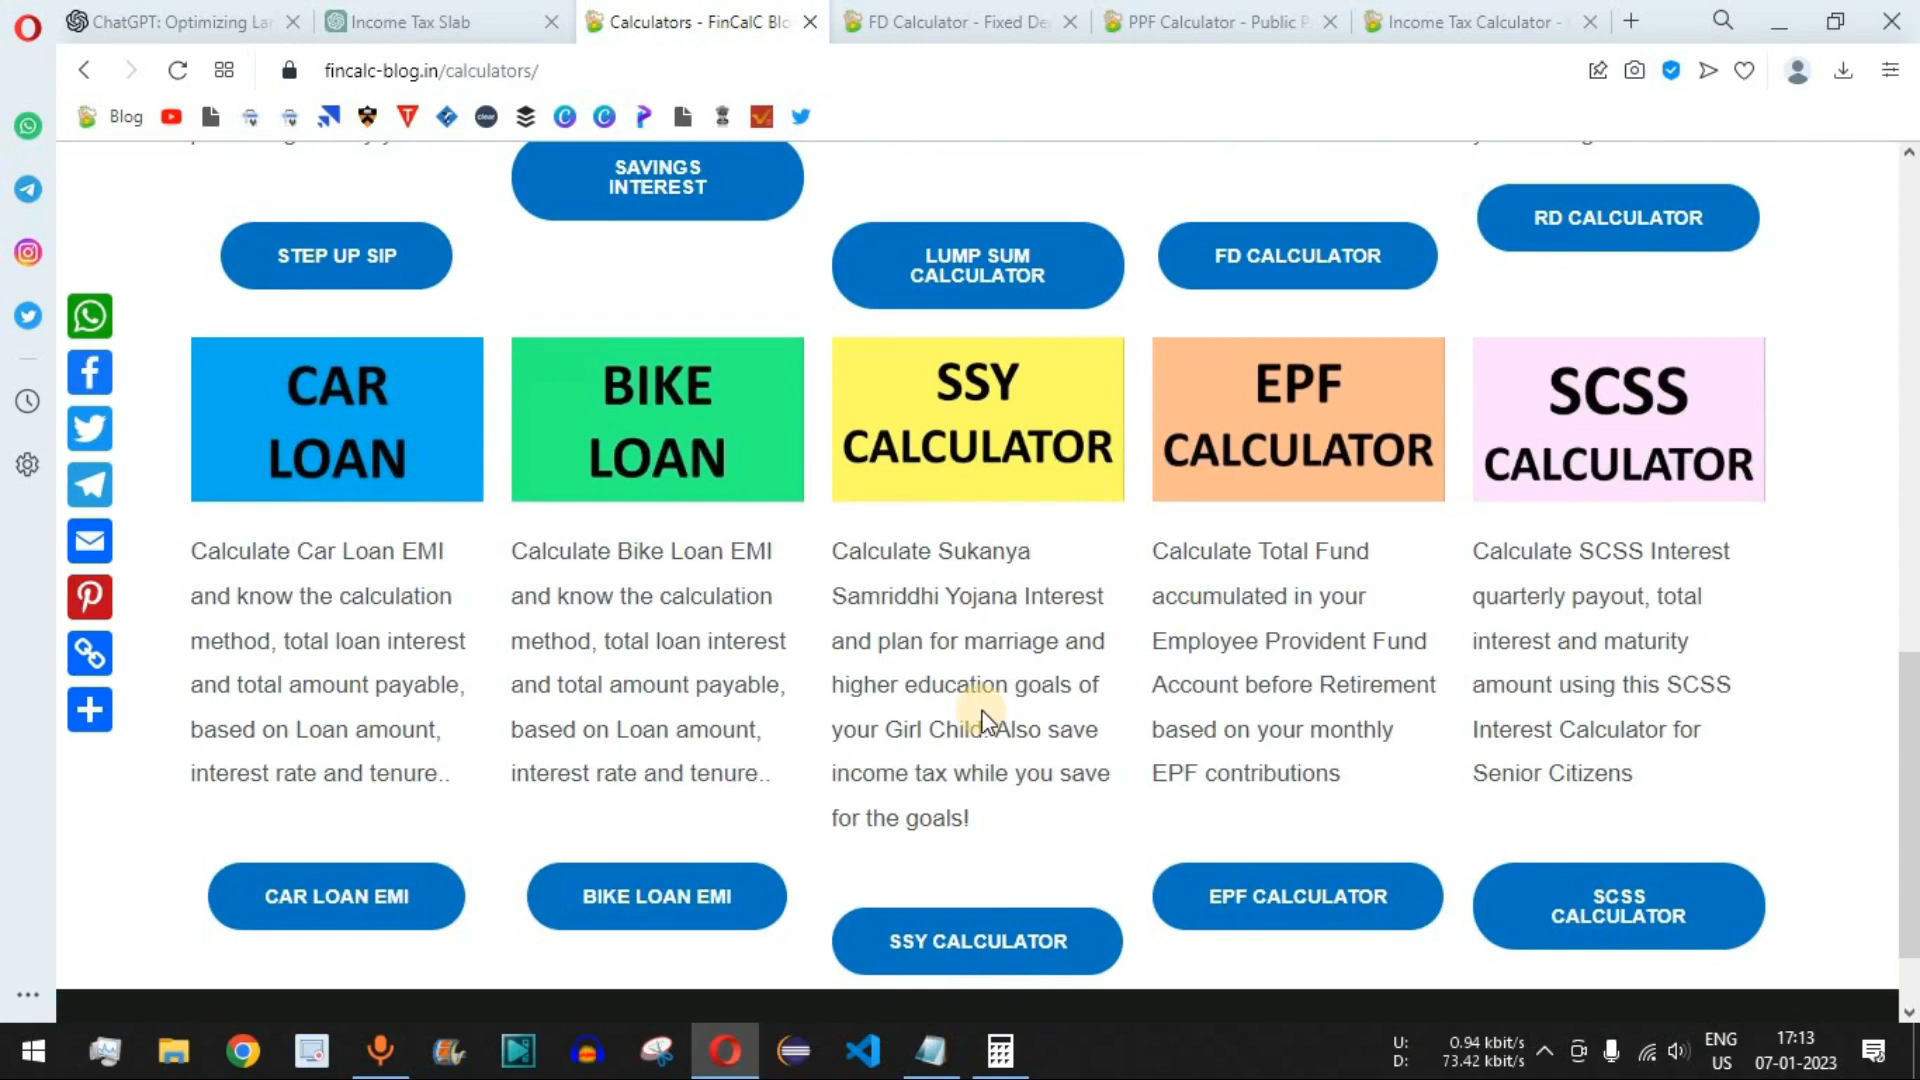 ChatGPT: Optimizing Lan
Income Tax Slab
Calculators - FinCalC Blo
FD Calculator - Fixed De
PPF Calculator - Public P
Income Tax Calculator -
fincalc-blog.in/calculators/
Blog
clear
SAVINGS
INTEREST
RD CALCULATOR
STEP UP SIP
LUMP SUM
CALCULATOR
FD CALCULATOR
CAR
LOAN
BIKE
LOAN
SSY
CALCULATOR
EPF
CALCULATOR
SCSS
CALCULATOR
Calculate Car Loan EMI
and know the calculation
method, total loan interest
and total amount payable,
based on Loan amount,
interest rate and tenure..
Calculate Bike Loan EMI
and know the calculation
method, total loan interest
and total amount payable,
based on Loan amount,
interest rate and tenure..
Calculate Sukanya
Samriddhi Yojana Interest
and plan for marriage and
higher education goals of
your Girl Child. Also save
income tax while you save
for the goals!
Calculate Total Fund
accumulated in your
Employee Provident Fund
Account before Retirement
based on your monthly
EPF contributions
Calculate SCSS Interest
quarterly payout, total
interest and maturity
amount using this SCSS
Interest Calculator for
Senior Citizens
CAR LOAN EMI
BIKE LOAN EMI
SSY CALCULATOR
EPF CALCULATOR
SCSS
CALCULATOR
U: 0.94 kbit/s
D: 73.42 kbit/s
ENG
US
17:13
07-01-2023